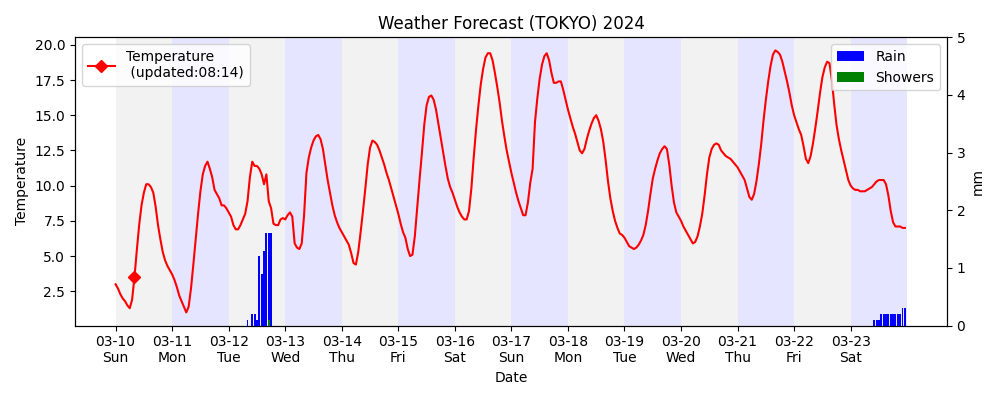 Weather Forecast (TOKYO) 2024
Temperature
(updated:08:14)
Rain
Showers
Temperature
20.0
17.5
15.0
12.5
10.0
7.5
5.0
2.5
5
4
3
2
1
0
mm
03-10 03-11 03-12 03-13 03-14 03-15 03-16 03-17 03-18 03-19 03-20 03-21 03-22 03-23
Sun Mon Tue Wed Thu Fri Sat Sun Mon Tue Wed Thu Fri Sat
Date